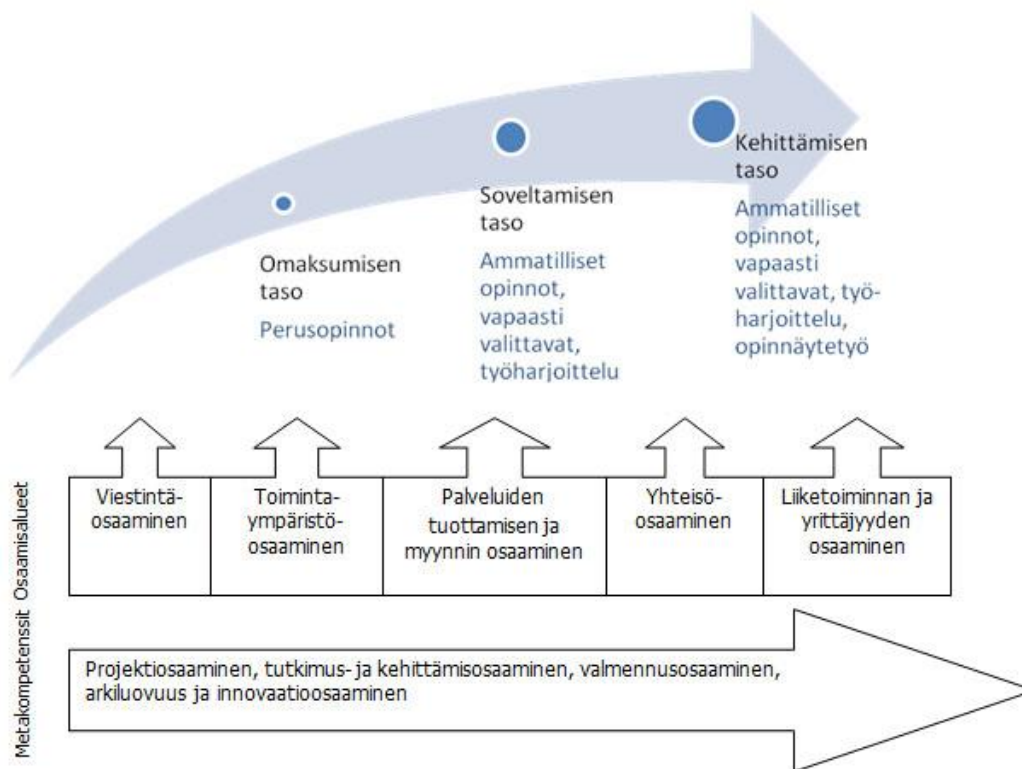 Omaksumisen
taso
Perusopinnot
Soveltamisen
taso
Ammatilliset
opinnot,
vapaasti
valittavat,
työharjoittelu
Kehittämisen
taso
Ammatilliset
opinnot,
vapaasti
valittavat, työ-
harjoittelu,
opinnäytetyö
Osaamisalueet
Viestintä-
osaaminen
Toiminta-
ympäristö-
osaaminen
Palveluiden
tuottamisen ja
myynnin osaaminen
Yhteisö-
osaaminen
Liiketoiminnan ja
yrittäjyyden
osaaminen
Metakompetenssit
Projektiosaaminen, tutkimus- ja kehittämisosaaminen, valmennusosaaminen,
arkiluovuus ja innovaatioosaaminen